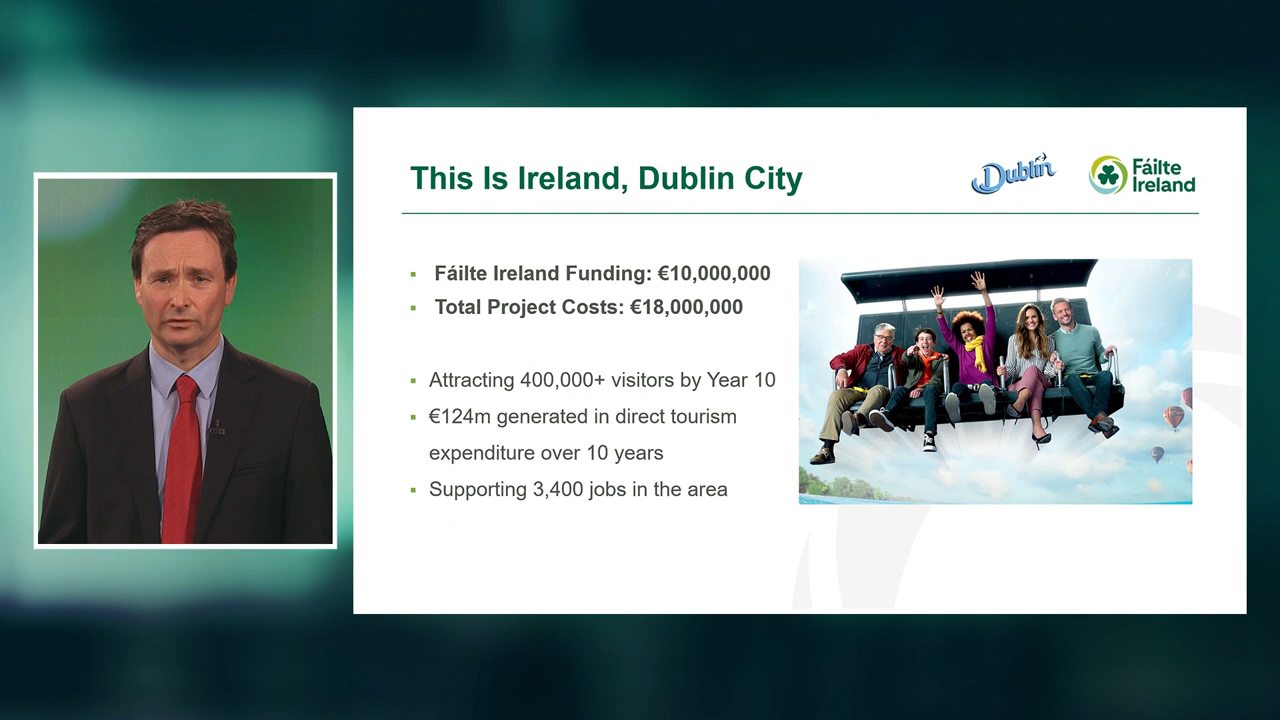 This Is Ireland, Dublin City
Dublin
Fáilte
Ireland
Fáilte Ireland Funding: €10,000,000
Total Project Costs: €18,000,000
Attracting 400,000+ visitors by Year 10
€124m generated in direct tourism
expenditure over 10 years
Supporting 3,400 jobs in the area